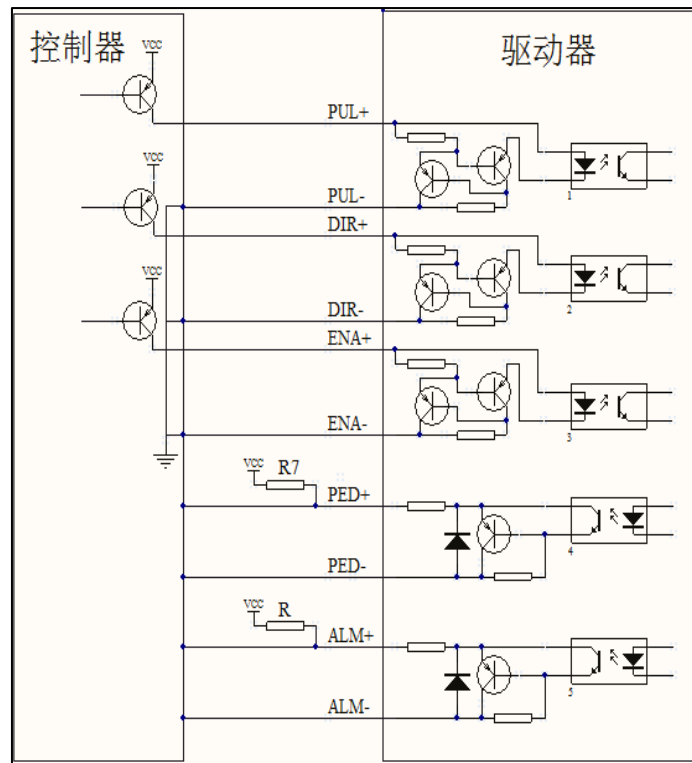 控制器
驱动器
VCC
PUL+
1
VCC
PUL-
DIR+
2
VCC
DIR-
ENA+
3
ENA-
VCC
R7
PED+
4
PED-
VCC
R
ALM+
5
ALM-